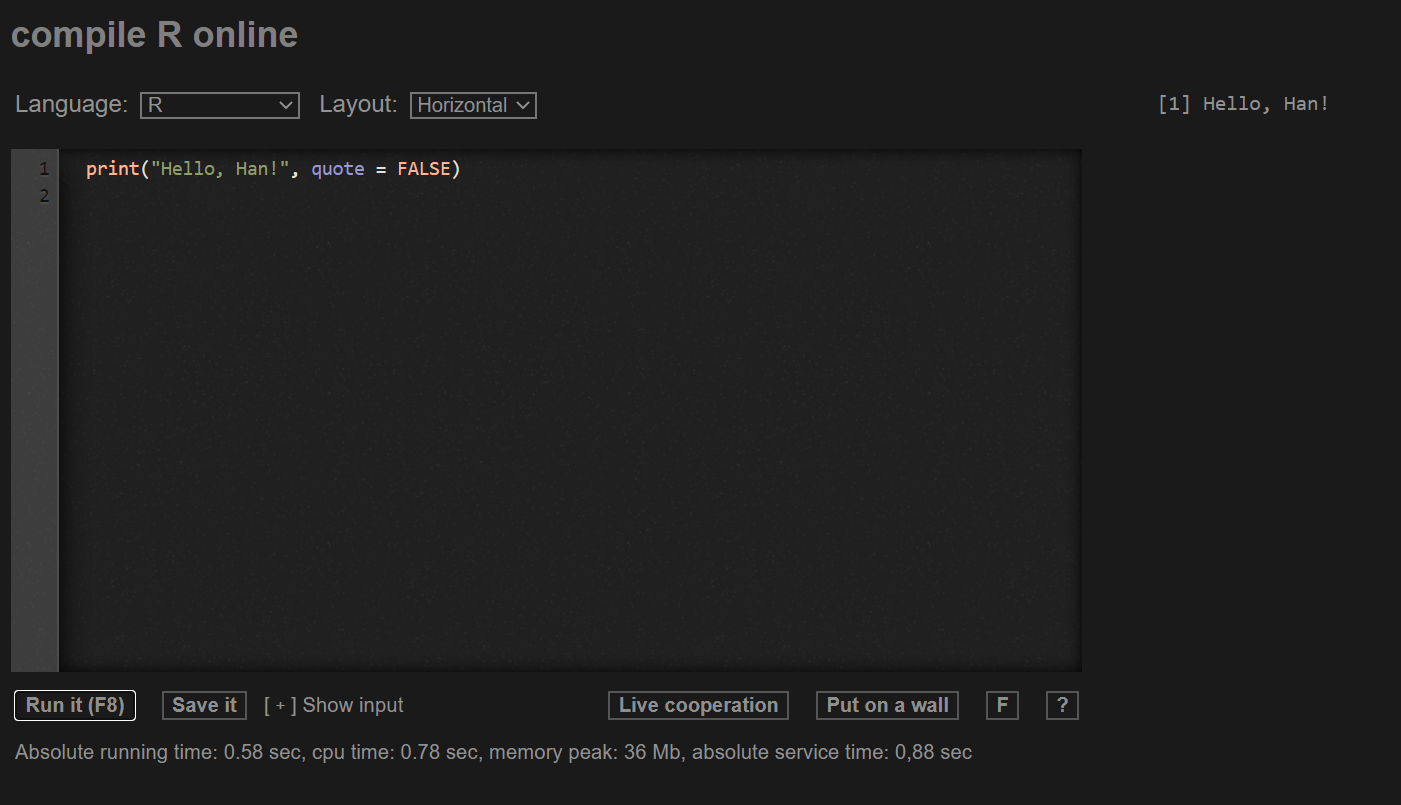 compile R online
Language: R Layout: Horizontal
[1] Hello, Han!
1 print("Hello, Han!", quote = FALSE)
2
Run it (F8) Save it [ + ] Show input Live cooperation Put on a wall F ?
Absolute running time: 0.58 sec, cpu time: 0.78 sec, memory peak: 36 Mb, absolute service time: 0,88 sec